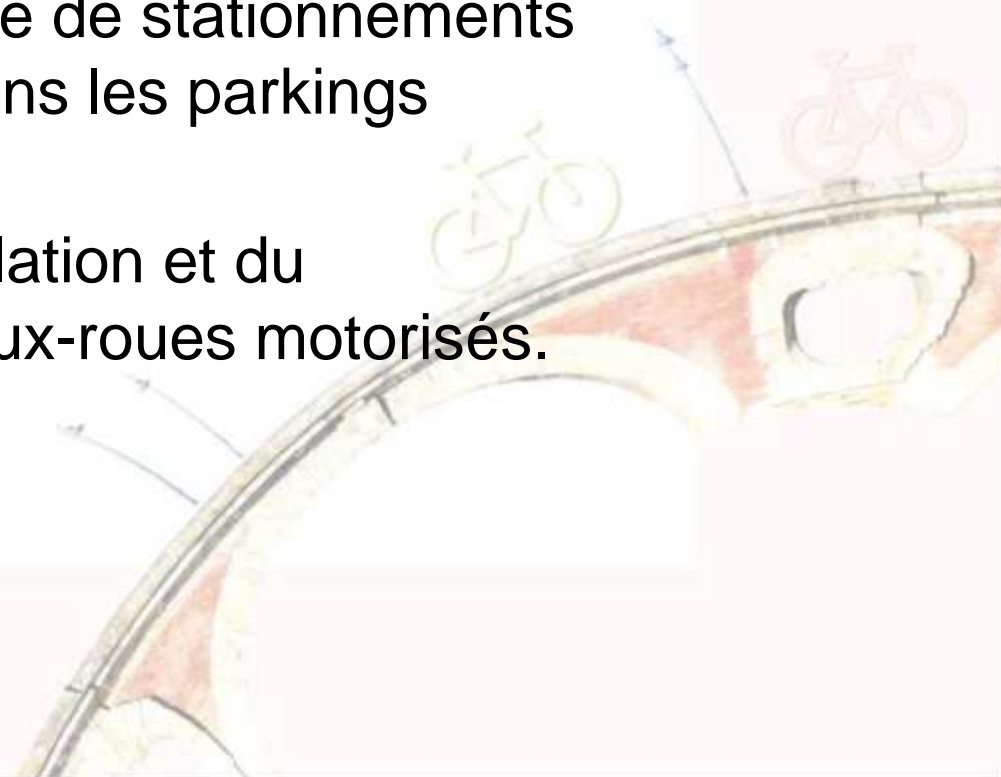 e de stationnements
ns les parkings
lation et du
ux-roues motorisés.